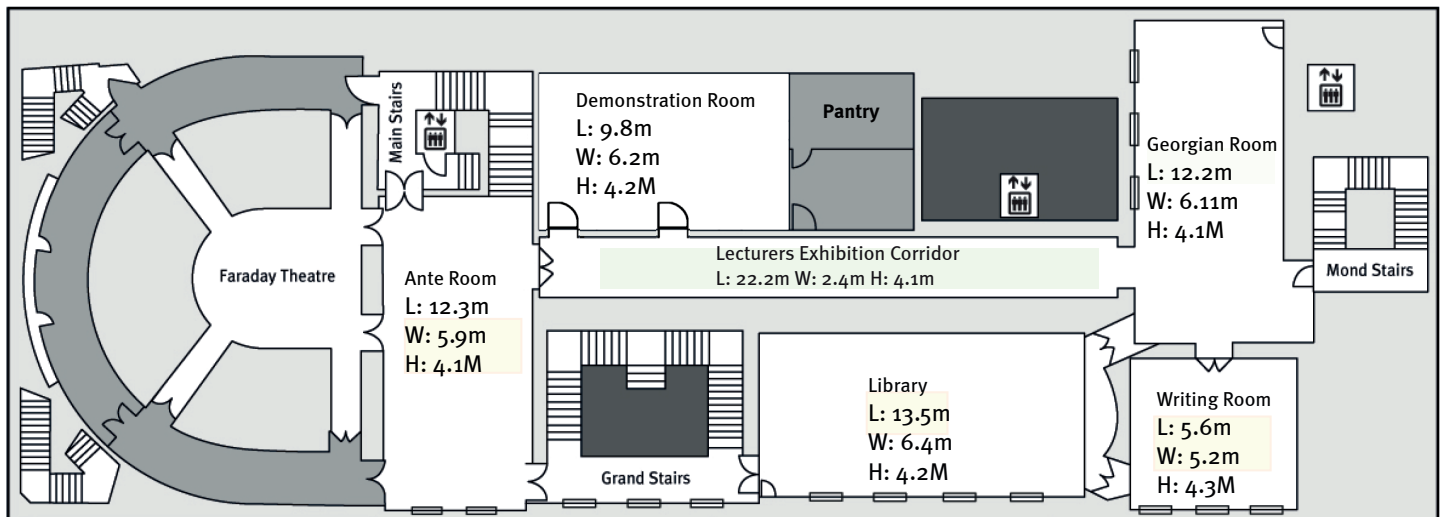 Main Stairs
Demonstration Room
L: 9.8m
W: 6.2m
H: 4.2M
Pantry
Georgian Room
L: 12.2m
W: 6.11m
H: 4.1M
Faraday Theatre
Ante Room
L: 12.3m
W: 5.9m
H: 4.1M
Lecturers Exhibition Corridor
L: 22.2m W: 2.4m H: 4.1m
Mond Stairs
Grand Stairs
Library
L: 13.5m
W: 6.4m
H: 4.2M
Writing Room
L: 5.6m
W: 5.2m
H: 4.3M